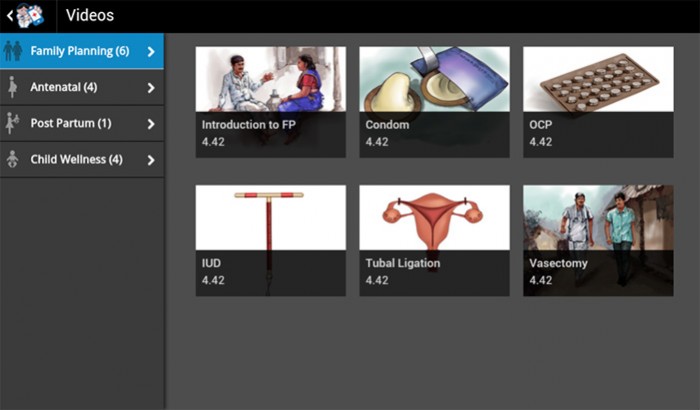 Videos
Family Planning (6)
Antenatal (4)
Post Partum (1)
Child Wellness (4)
Introduction to FP
4.42
Condom
4.42
OCP
4.42
IUD
4.42
Tubal Ligation
4.42
Vasectomy
4.42